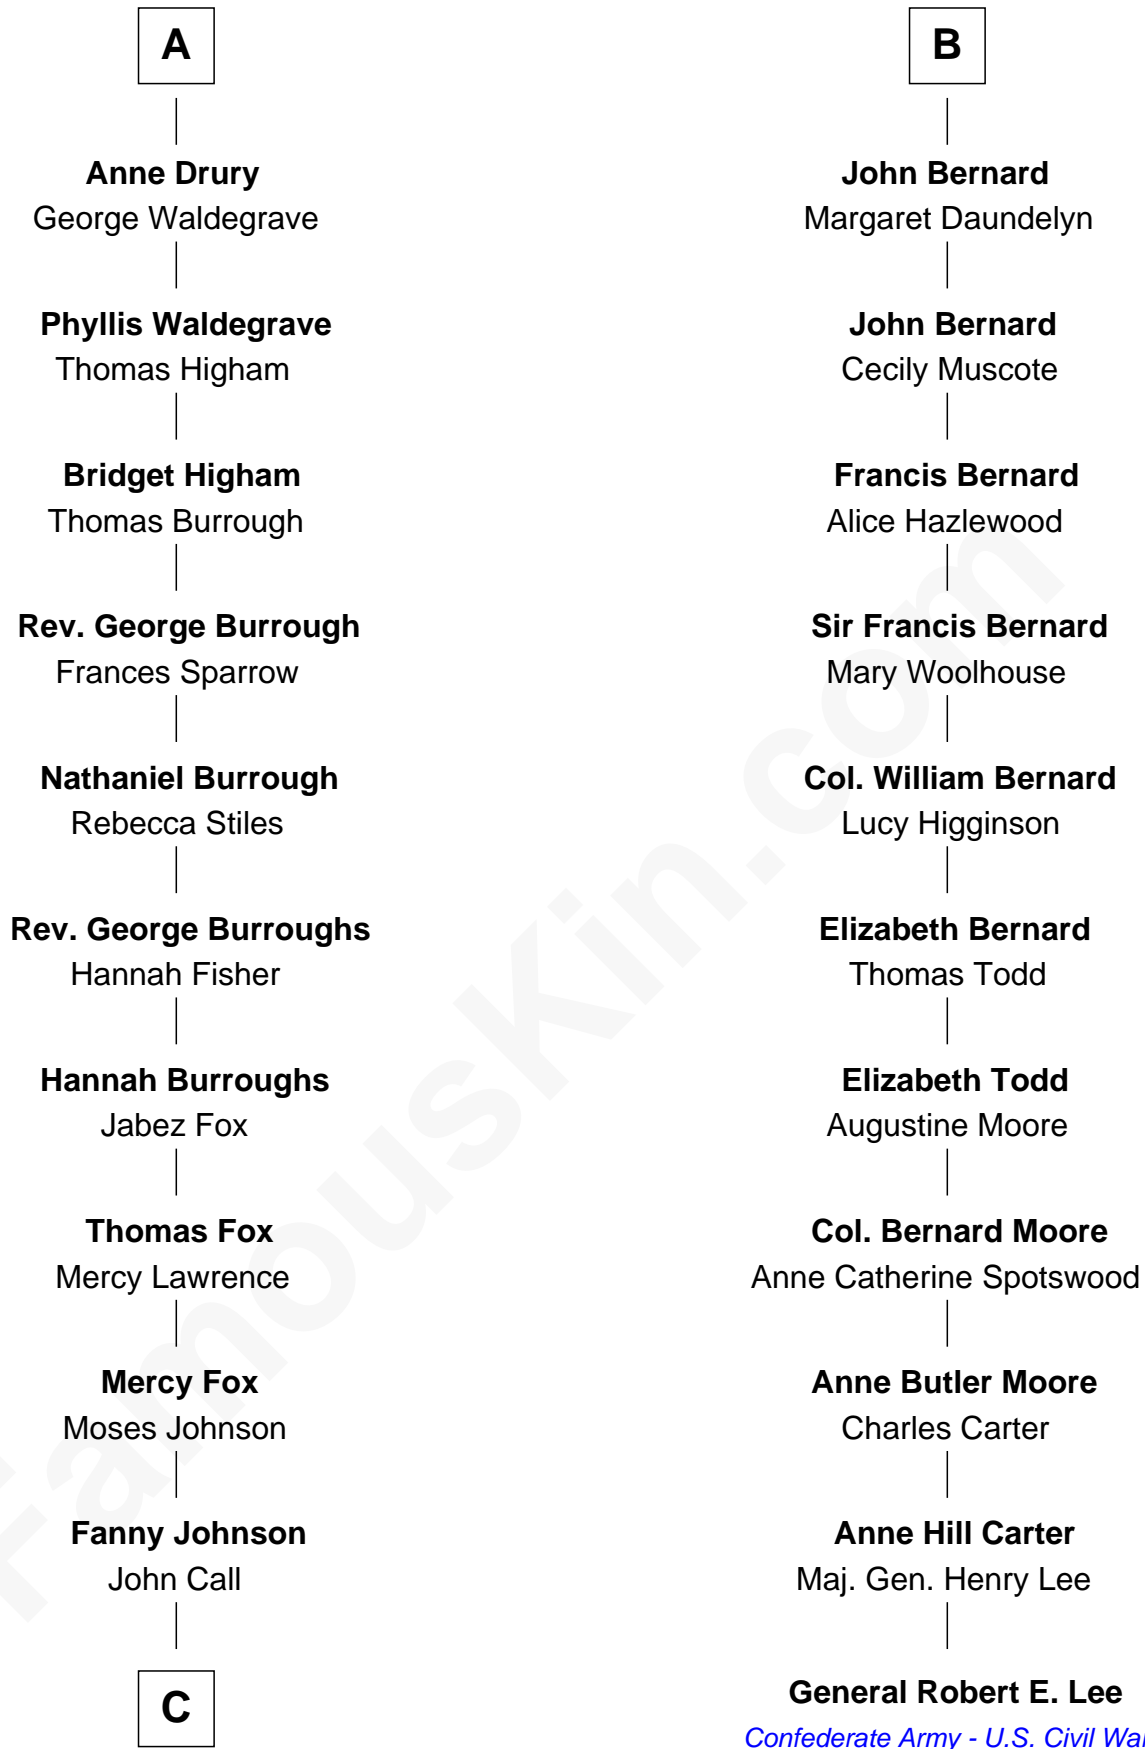 A
Anne Drury
George Waldegrave
Phyllis Waldegrave
Thomas Higham
Bridget Higham
Thomas Burrough
Rev. George Burrough
Frances Sparrow
Nathaniel Burrough
Rebecca Stiles
Rev. George Burroughs
Hannah Fisher
Hannah Burroughs
Jabez Fox
Thomas Fox
Mercy Lawrence
Mercy Fox
Moses Johnson
Fanny Johnson
John Call
C
B
John Bernard
Margaret Daundelyn
John Bernard
Cecily Muscote
Francis Bernard
Alice Hazlewood
Sir Francis Bernard
Mary Woolhouse
Col. William Bernard
Lucy Higginson
Elizabeth Bernard
Thomas Todd
Elizabeth Todd
Augustine Moore
Col. Bernard Moore
Anne Catherine Spotswood
Anne Butler Moore
Charles Carter
Anne Hill Carter
Maj. Gen. Henry Lee
General Robert E. Lee
Confederate Army - U.S. Civil War
FamousKin.com